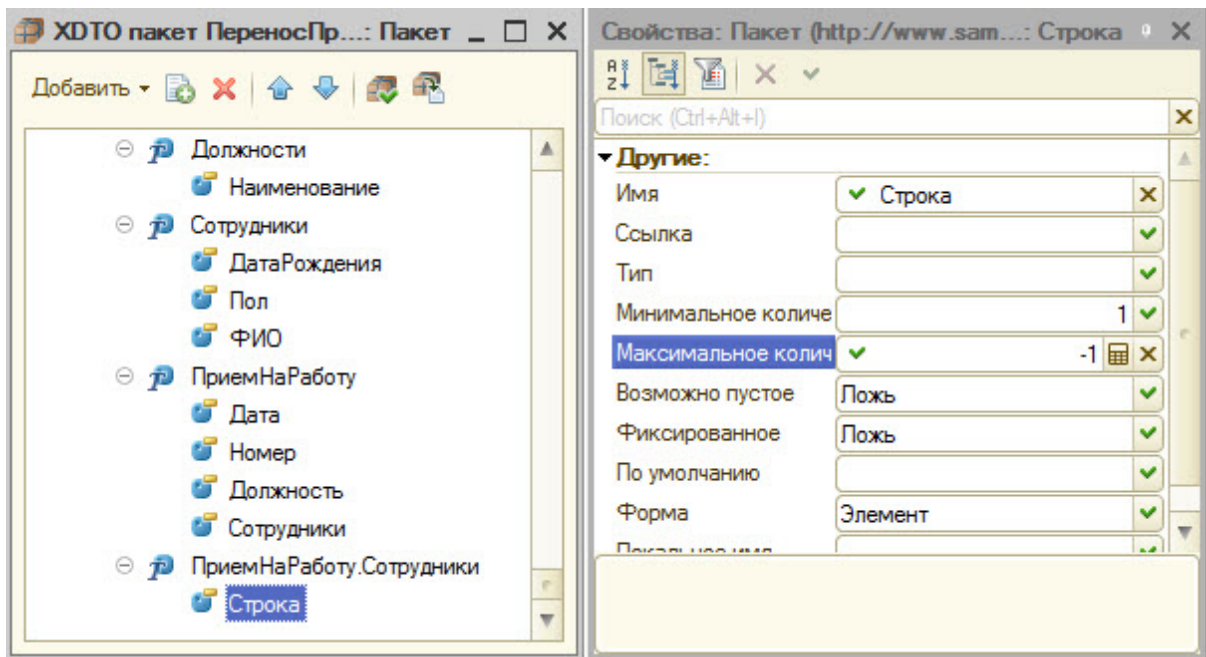 XDTO пакет ПереносПр...: Пакет
Добавить
Должности
Наименование
Сотрудники
ДатаРождения
Пол
ФИО
ПриемНаРаботу
Дата
Номер
Должность
Сотрудники
ПриемНаРаботу.Сотрудники
Строка
Свойства: Пакет (http://www.sam...: Строка
Поиск (Ctrl+Alt+I)
Другие:
Имя Строка
Ссылка
Тип
Минимальное количе 1
Максимальное колич -1
Возможно пустое Ложь
Фиксированное Ложь
По умолчанию
Форма Элемент